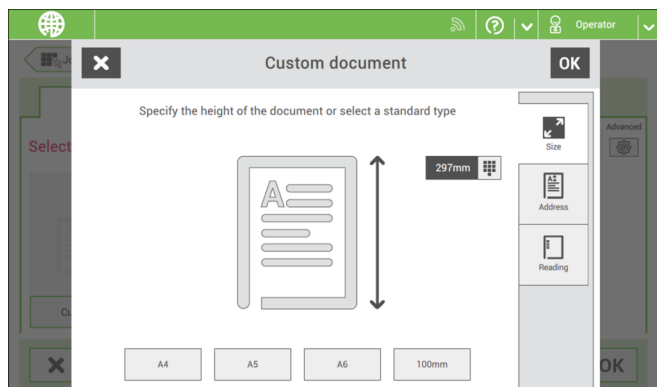 Operator
Custom document
OK
Specify the height of the document or select a standard type
Size
297mm
A
Address
Reading
A4
A5
A6
100mm
Select
Advanced
OK